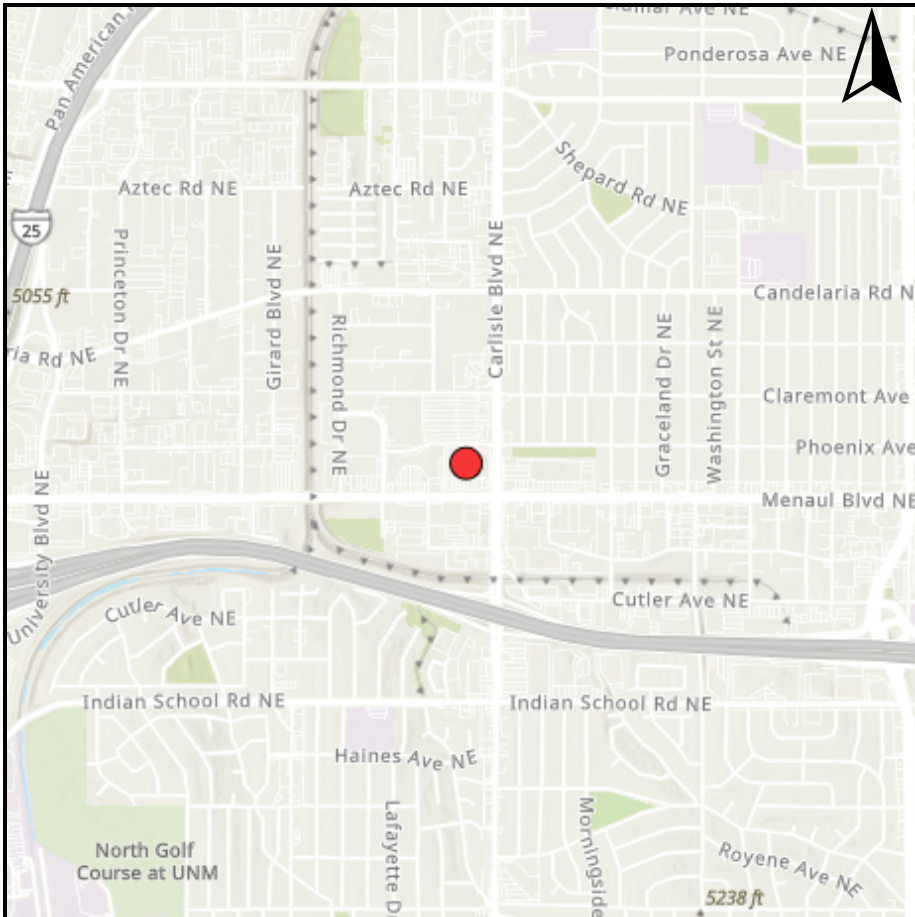 Ponderosa Ave NE
Pan American
Shepard Rd NE
Aztec Rd NE
Aztec Rd NE
25
Princeton Dr NE
Girard Blvd NE
Carlisle Blvd NE
5055 ft
Candelaria Rd N
Richmond Dr NE
Graceland Dr NE
Washington St NE
ria Rd NE
Claremont Ave
Phoenix Ave
University Blvd NE
Menaul Blvd NE
Cutler Ave NE
Cutler Ave NE
Indian School Rd NE
Indian School Rd NE
Haines Ave NE
Lafayette D
Morningside
North Golf
Course at UNM
Royene Ave NE
5238 ft